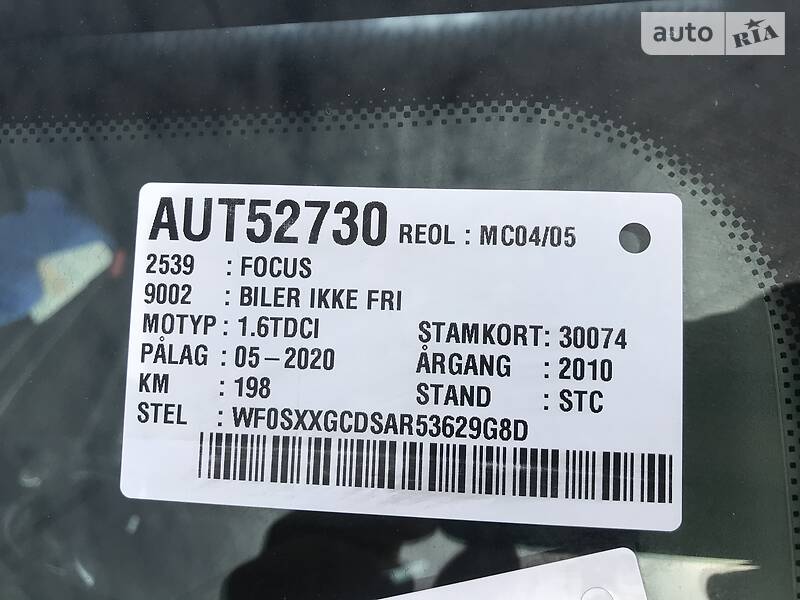 auto RIA
AUT52730 REOL : MC04/05
2539 : FOCUS
9002 : BILER IKKE FRI
MOTYP : 1.6TDCI STAMKORT: 30074
PÅLAG : 05-2020 ÅRGANG : 2010
KM : 198 STAND : STC
STEL : WF0SXXGCDSAR53629G8D